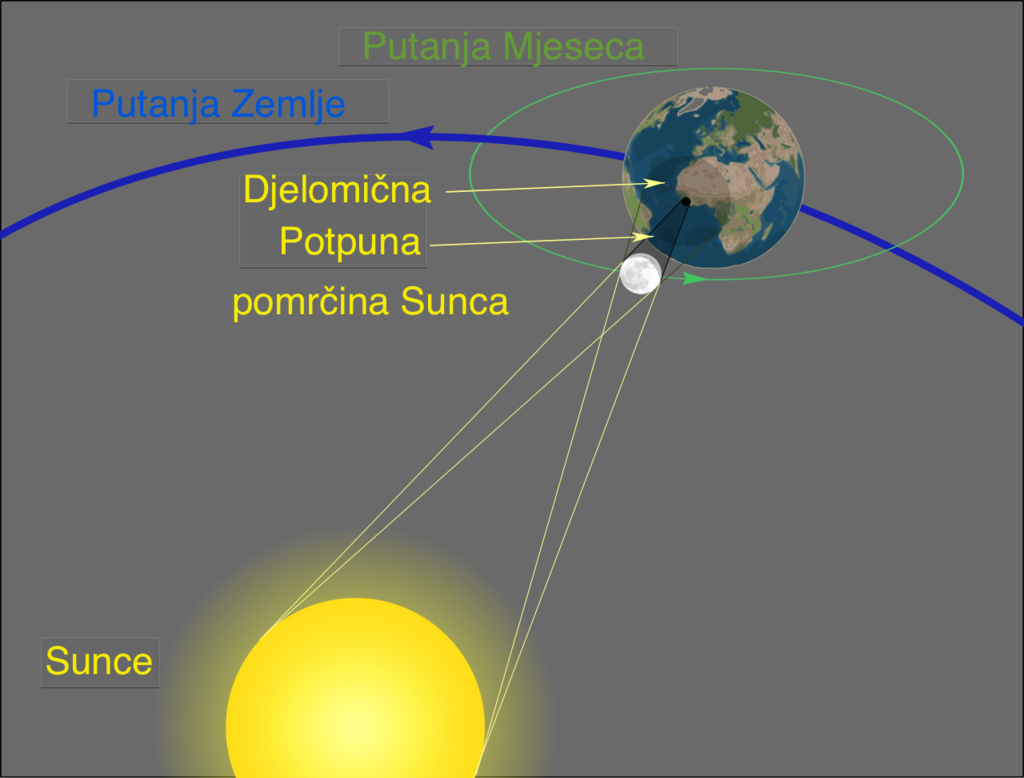 Putanja Mjeseca
Putanja Zemlje
Djelomična
Potpuna
pomrčina Sunca
Sunce